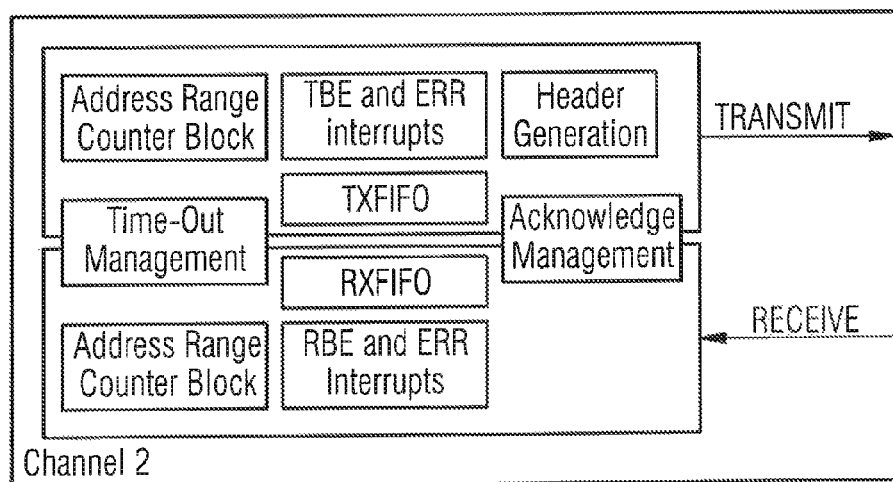 Address Range
Counter Block
TBE and ERR
interrupts
Header
Generation
TRANSMIT
TXFIFO
Time-Out
Management
Acknowledge
Management
RXFIFO
Address Range
Counter Block
RBE and ERR
Interrupts
RECEIVE
Channel 2